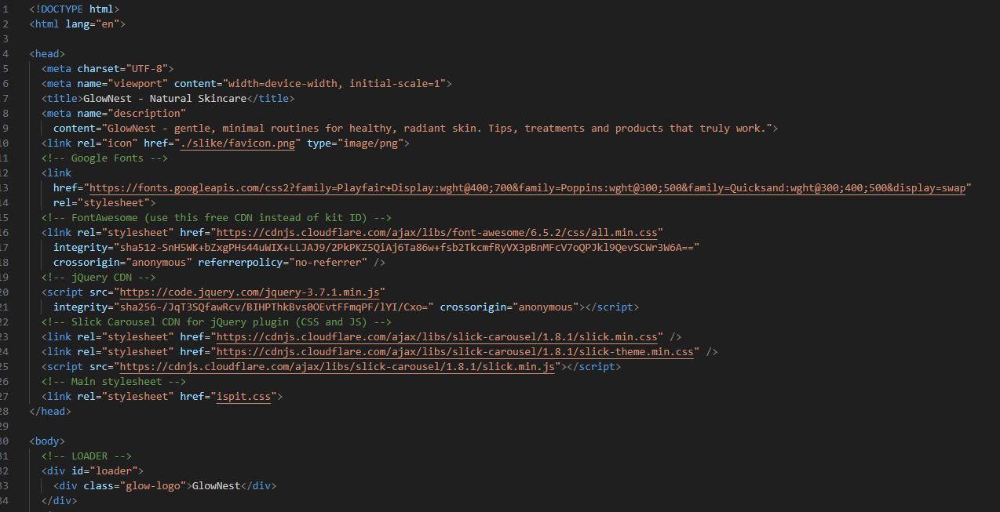 1 <!DOCTYPE html>
2 <html lang="en">
3
4 <head>
5 <meta charset="UTF-8">
6 <meta name="viewport" content="width=device-width, initial-scale=1">
7 <title>GlowNest - Natural Skincare</title>
8 <meta name="description"
9 content="GlowNest - gentle, minimal routines for healthy, radiant skin. Tips, treatments and products that truly work.">
10 <link rel="icon" href="./slike/favicon.png" type="image/png">
11 <!-- Google Fonts -->
12 <link
13 href="https://fonts.googleapis.com/css2?family=Playfair+Display:wght@400;700&family=Poppins:wght@300;500&family=Quicksand:wght@300;400;500&display=swap"
14 rel="stylesheet">
15 <!-- FontAwesome (use this free CDN instead of kit ID) -->
16 <link rel="stylesheet" href="https://cdnjs.cloudflare.com/ajax/libs/font-awesome/6.5.2/css/all.min.css"
17 integrity="sha512-SnH5WK+bZxgPHs44uWIX+LLJAJ9/2PkPKZ5QiAj6Ta86w+fsb2TkcmfRyVX3pBnMFcV7oQPJkl9QevSCWr3W6A=="
18 crossorigin="anonymous" referrerpolicy="no-referrer" />
19 <!-- jQuery CDN -->
20 <script src="https://code.jquery.com/jquery-3.7.1.min.js"
21 integrity="sha256-/JqT3SQfawRcv/BIHPThkBvs0OEvtFFmqPF/lYI/Cxo=" crossorigin="anonymous"></script>
22 <!-- Slick Carousel CDN for jQuery plugin (CSS and JS) -->
23 <link rel="stylesheet" href="https://cdnjs.cloudflare.com/ajax/libs/slick-carousel/1.8.1/slick.min.css" />
24 <link rel="stylesheet" href="https://cdnjs.cloudflare.com/ajax/libs/slick-carousel/1.8.1/slick-theme.min.css" />
25 <script src="https://cdnjs.cloudflare.com/ajax/libs/slick-carousel/1.8.1/slick.min.js"></script>
26 <!-- Main stylesheet -->
27 <link rel="stylesheet" href="ispit.css">
28 </head>
29
30 <body>
31 <!-- LOADER -->
32 <div id="loader">
33 <div class="glow-logo">GlowNest</div>
34 </div>